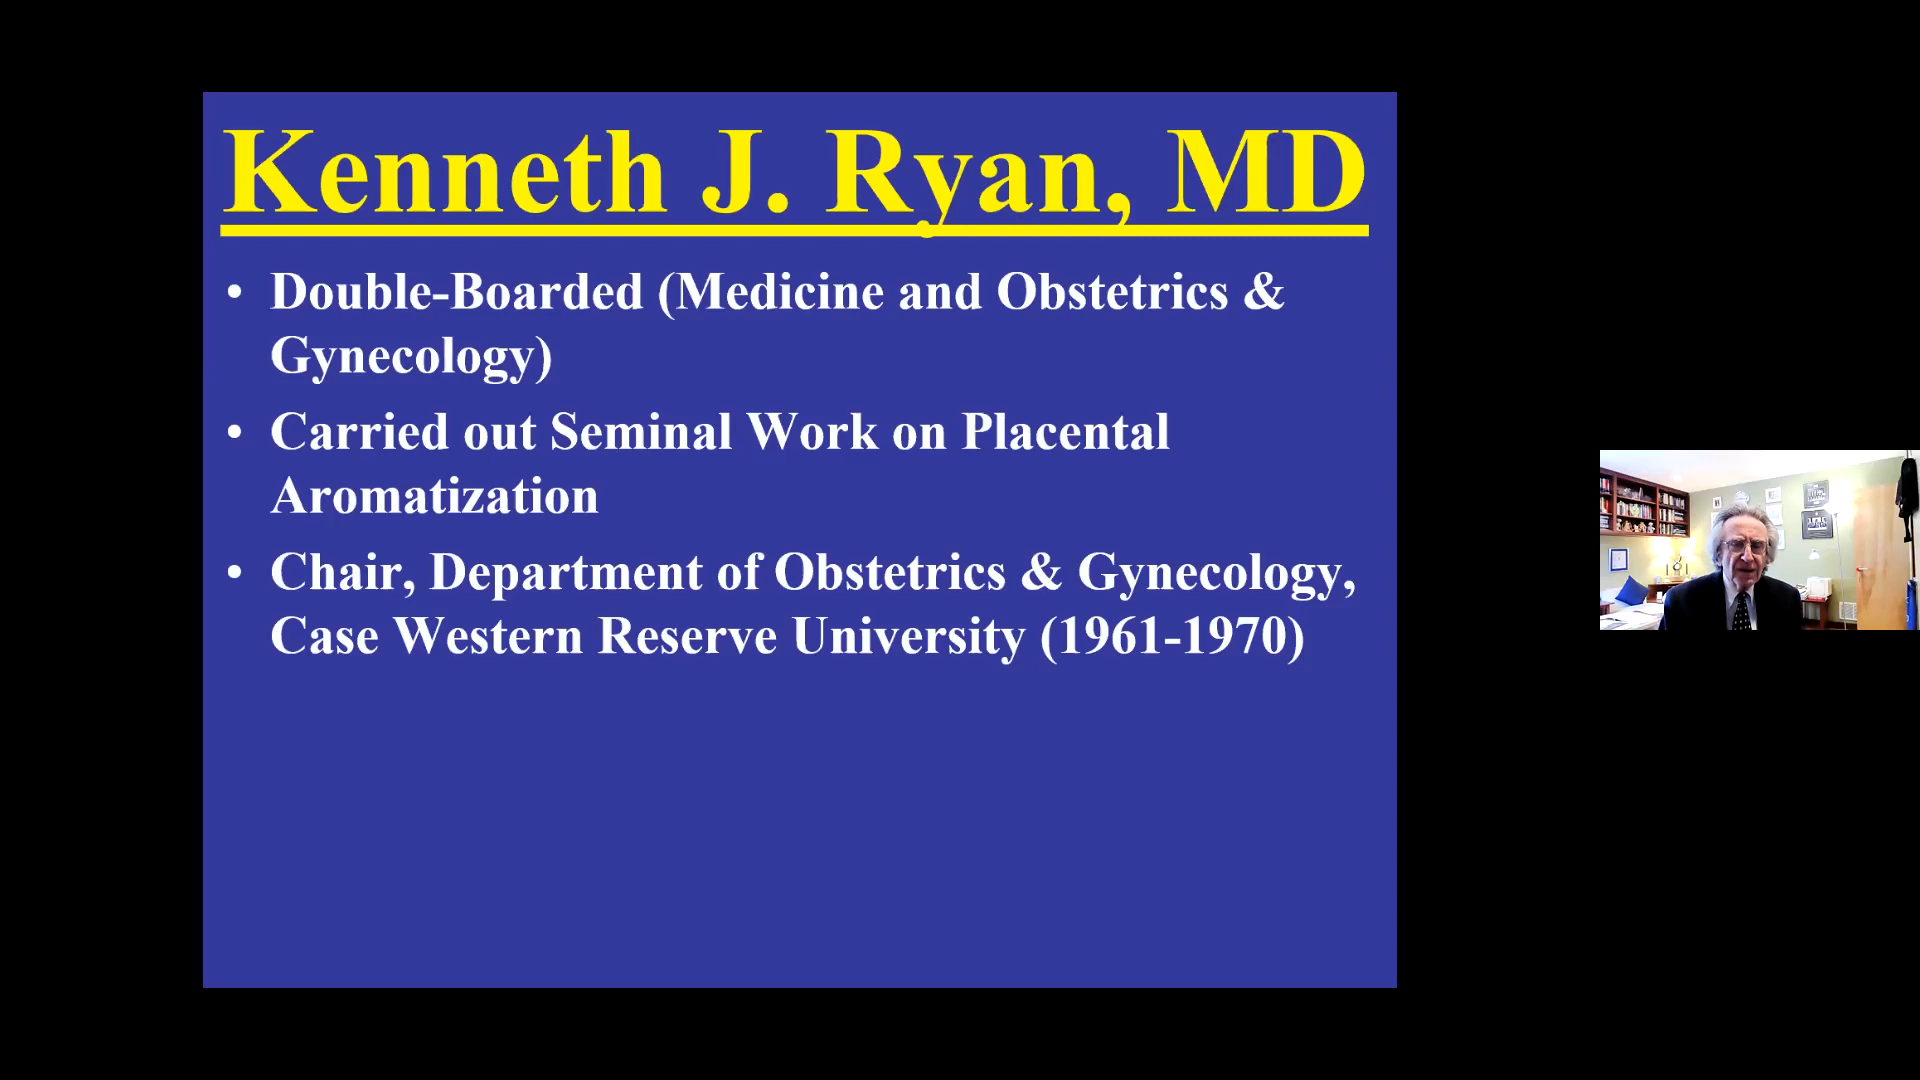 Kenneth J. Ryan, MD
• Double-Boarded (Medicine and Obstetrics &
Gynecology)
• Carried out Seminal Work on Placental
Aromatization
• Chair, Department of Obstetrics & Gynecology,
Case Western Reserve University (1961-1970)